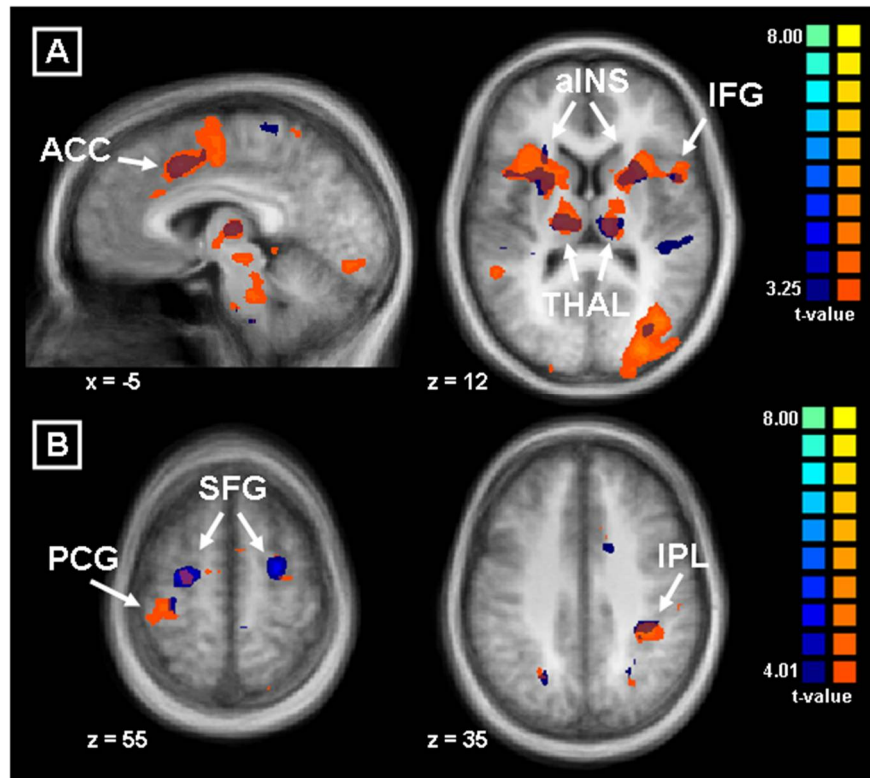 A
ACC
x = -5
aINS
IFG
THAL
z = 12
8.00
3.25
t-value
B
SFG
PCG
z = 55
IPL
z = 35
8.00
4.01
t-value